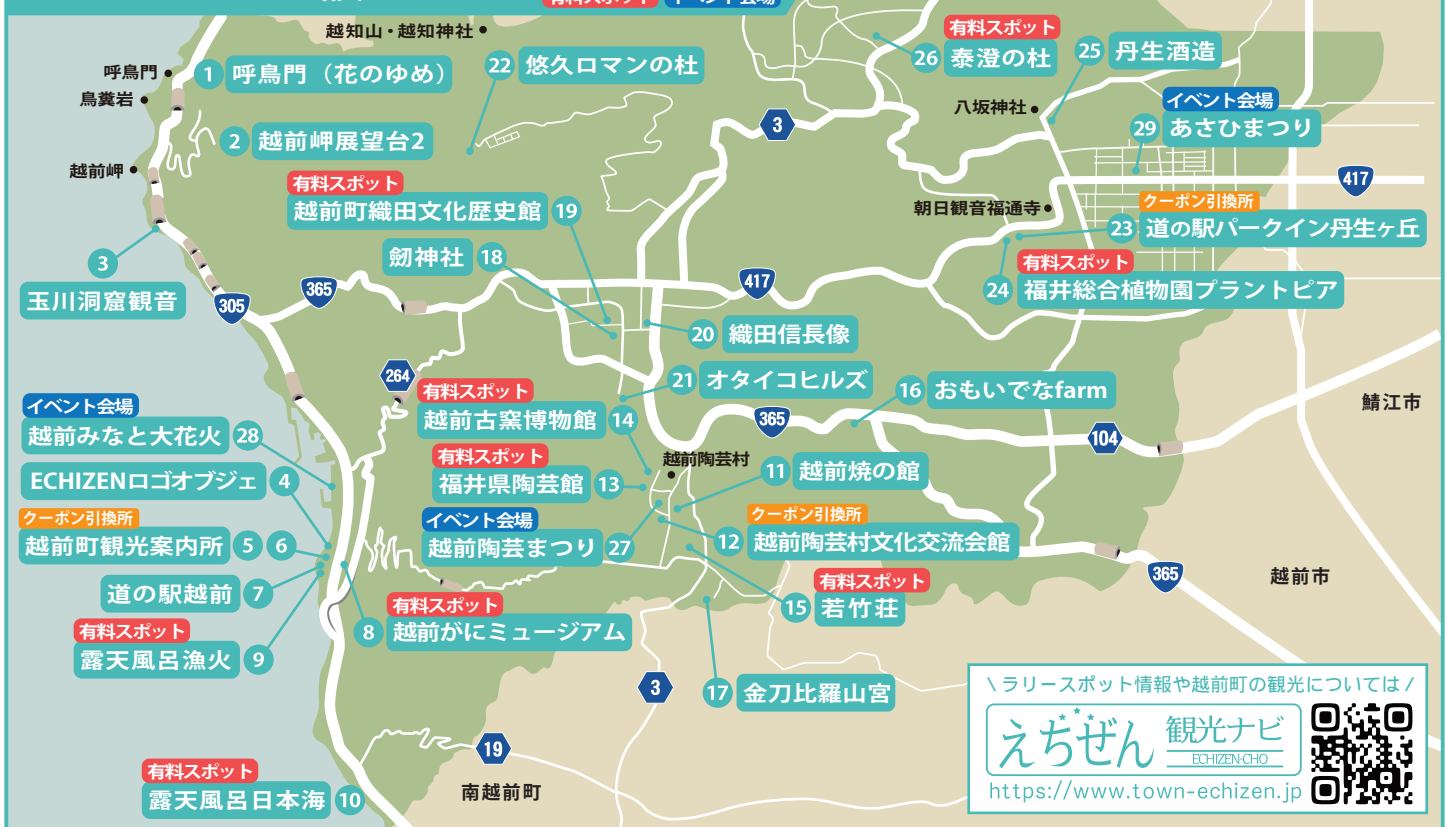 有料スポット イベント会場
越知山・越知神社
有料スポット
26 泰澄の杜
25 丹生酒造
呼鳥門
1 呼鳥門（花のゆめ）
22 悠久ロマンの杜
鳥糞岩
八坂神社
イベント会場
29 あさひまつり
3
2 越前岬展望台2
越前岬
有料スポット
越前町織田文化歴史館 19
417
朝日観音福通寺
クーポン引換所
23 道の駅パークイン丹生ヶ丘
劔神社 18
3
玉川洞窟観音
有料スポット
24 福井総合植物園プラントピア
305
365
417
20 織田信長像
264
21 オタイコヒルズ
有料スポット
越前古窯博物館 14
16 おもいでなfarm
365
104
鯖江市
イベント会場
越前みなと大花火 28
越前陶芸村
有料スポット
福井県陶芸館 13
11 越前焼の館
ECHIZENロゴオブジェ 4
クーポン引換所
越前町観光案内所 5 6
イベント会場
越前陶芸まつり 27
クーポン引換所
12 越前陶芸村文化交流会館
道の駅越前 7
365
越前市
有料スポット
15 若竹荘
有料スポット
8 越前がにミュージアム
有料スポット
露天風呂漁火 9
3
17 金刀比羅山宮
19
南越前町
有料スポット
露天風呂日本海 10
\ ラリースポット情報や越前町の観光については /
えちぜん 観光ナビ
ECHIZEN-CHO
https://www.town-echizen.jp